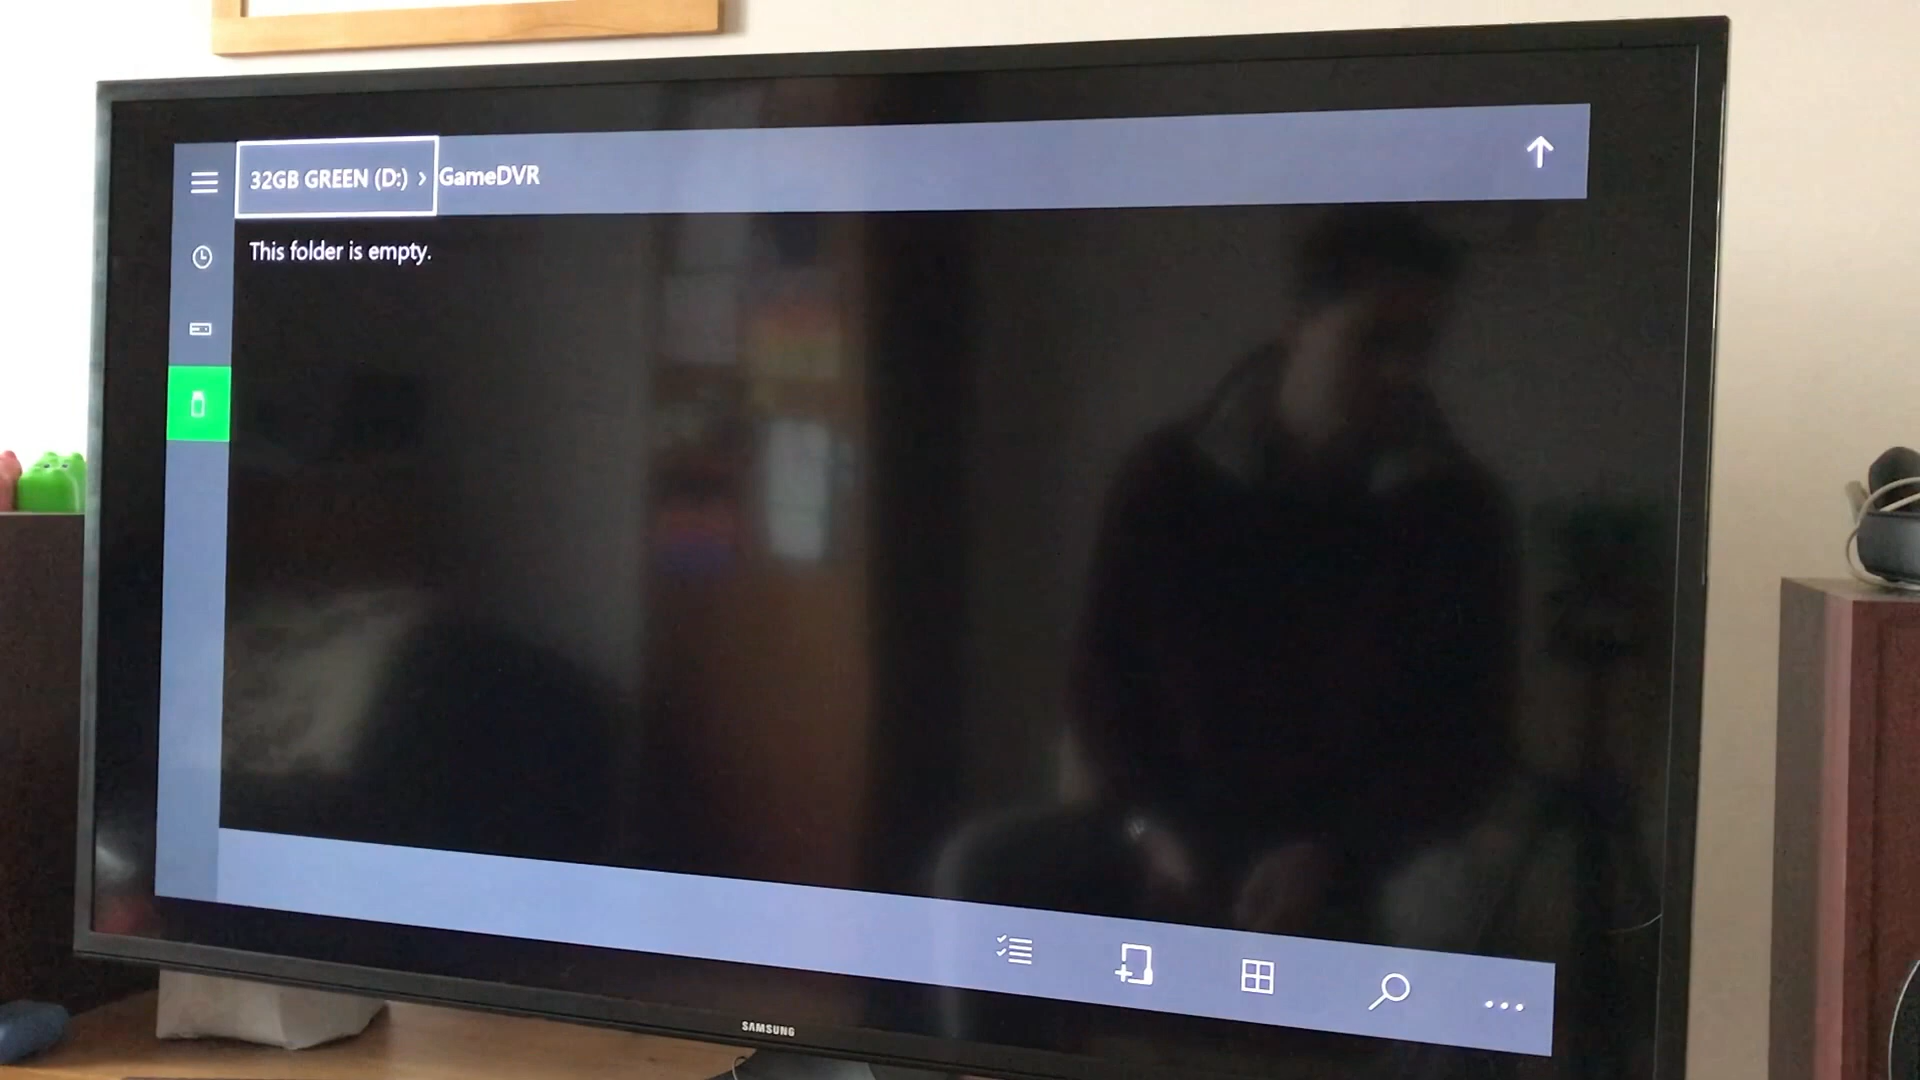 32GB GREEN (D:) › GameDVR
This folder is empty.
SAMSUNG